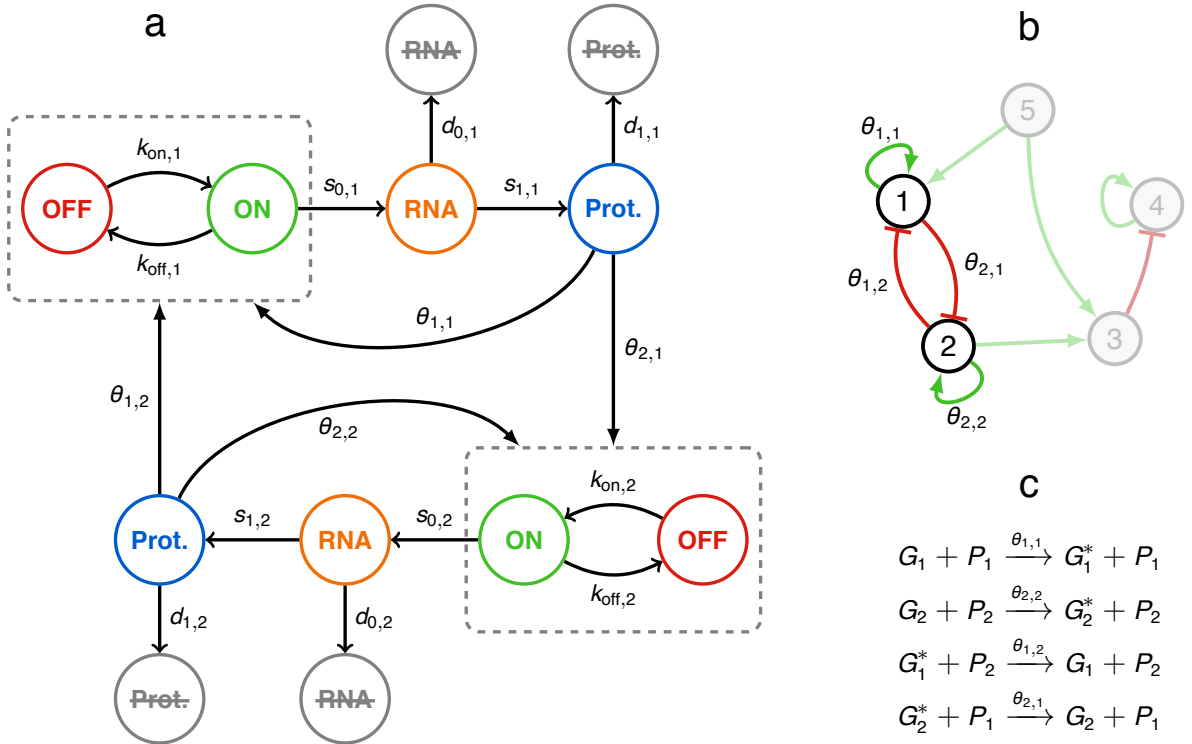 a
RNA
Prot.
d0,1
d1,1
kon,1
s0,1
s1,1
OFF
ON
RNA
Prot.
koff,1
θ1,1
θ2,1
θ1,2
θ2,2
kon,2
s1,2
s0,2
Prot.
RNA
ON
OFF
koff,2
d1,2
d0,2
Prot.
RNA
b
5
θ1,1
1
4
θ1,2
θ2,1
2
3
θ2,2
c
G1 + P1 —θ1,1→ G1* + P1
G2 + P2 —θ2,2→ G2* + P2
G1* + P2 —θ1,2→ G1 + P2
G2* + P1 —θ2,1→ G2 + P1